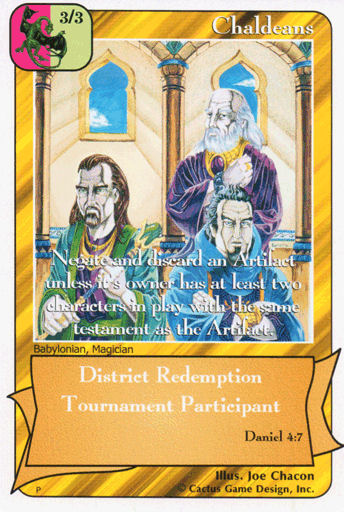 Chaldeans
3/3
Negate and discard an Artifact
unless it's owner has at least two
characters in play with the same
testament as the Artifact.
Babylonian, Magician
District Redemption
Tournament Participant
Daniel 4:7
Illus. Joe Chacon
P
© Cactus Game Design, Inc.